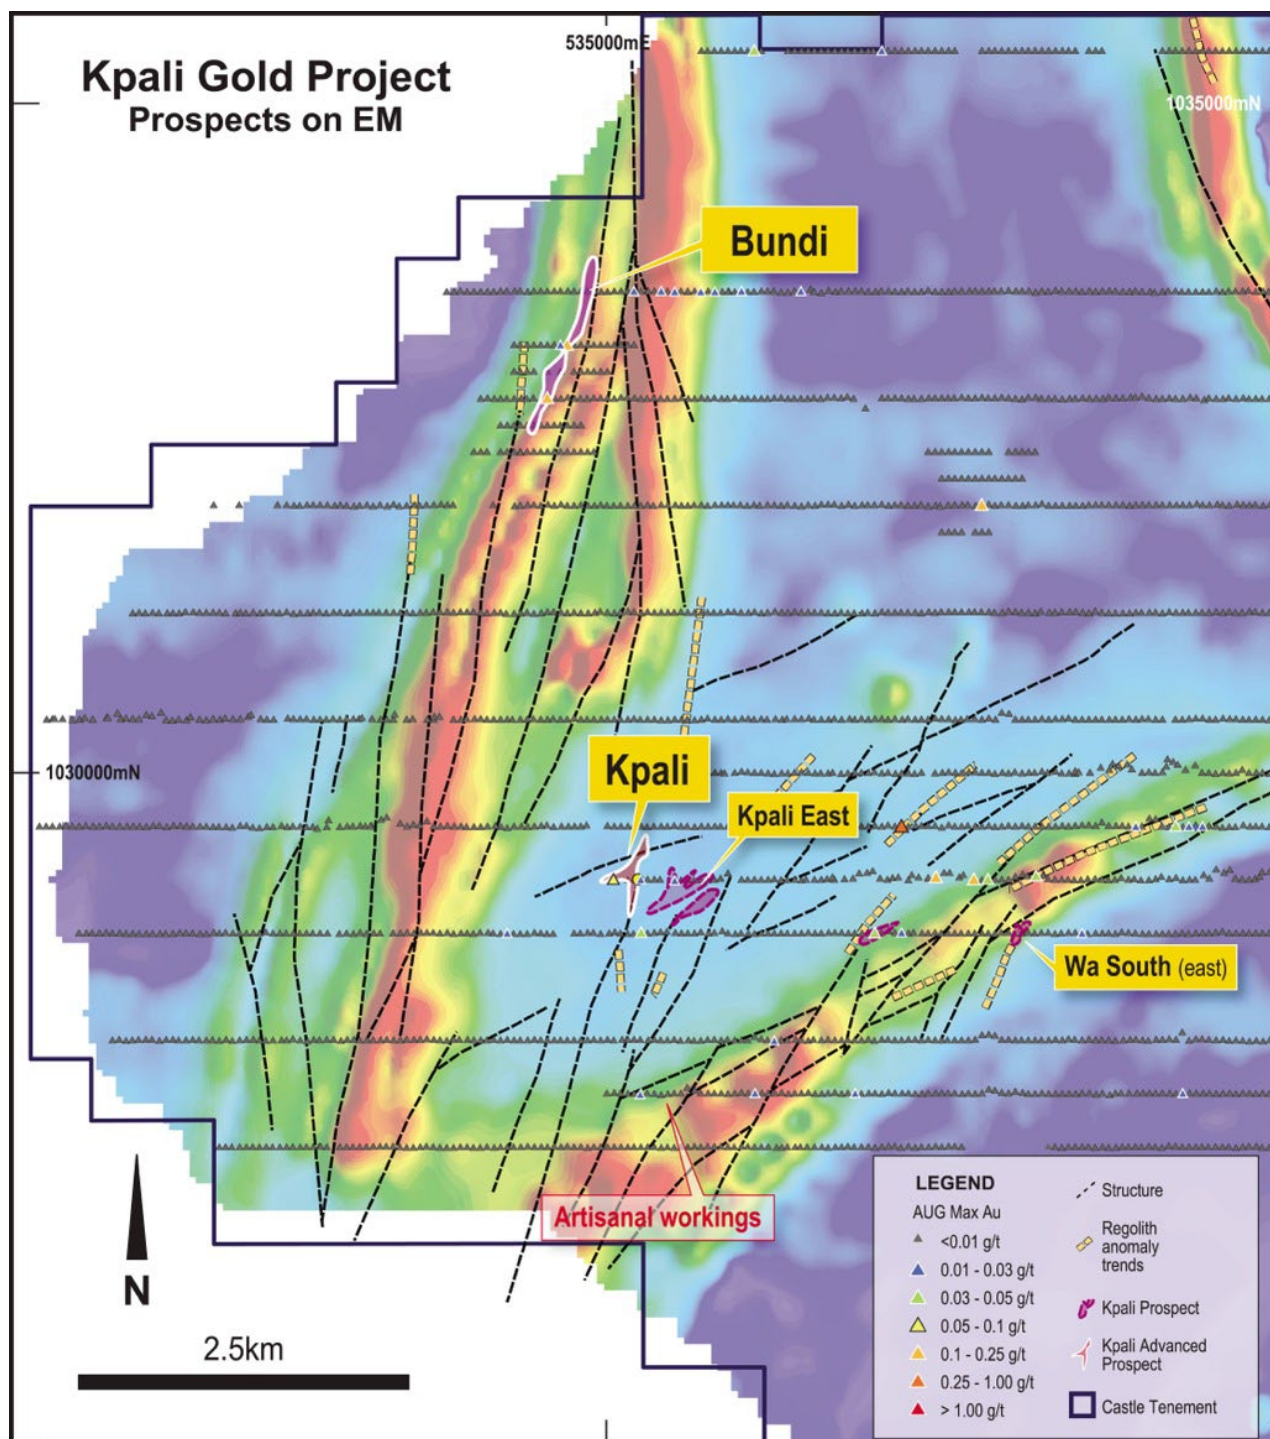 535000mE
Kpali Gold Project
Prospects on EM
1035000mN
Bundi
Kpali
1030000mN
Kpali East
Wa South (east)
Artisanal workings
N
2.5km
LEGEND
AUG Max Au
<0.01 g/t
0.01 - 0.03 g/t
0.03 - 0.05 g/t
0.05 - 0.1 g/t
0.1 - 0.25 g/t
0.25 - 1.00 g/t
> 1.00 g/t
Structure
Regolith
anomaly
trends
Kpali Prospect
Kpali Advanced
Prospect
Castle Tenement